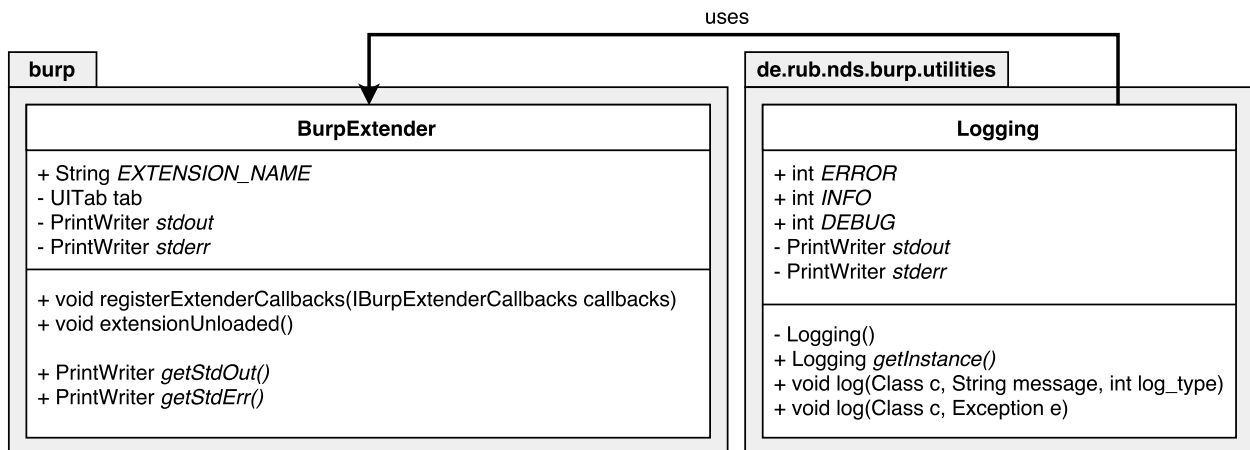 uses
burp
BurpExtender
+ String EXTENSION_NAME
- UITab tab
- PrintWriter stdout
- PrintWriter stderr
+ void registerExtenderCallbacks(IBurpExtenderCallbacks callbacks)
+ void extensionUnloaded()
+ PrintWriter getStdOut()
+ PrintWriter getStdErr()
de.rub.nds.burp.utilities
Logging
+ int ERROR
+ int INFO
+ int DEBUG
- PrintWriter stdout
- PrintWriter stderr
- Logging()
+ Logging getInstance()
+ void log(Class c, String message, int log_type)
+ void log(Class c, Exception e)